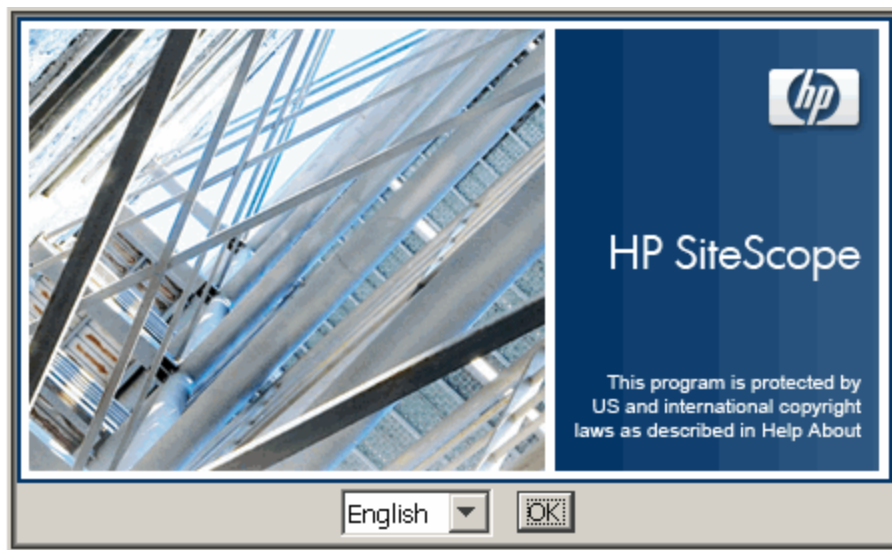 hp
HP SiteScope
This program is protected by
US and international copyright
laws as described in Help About
English
OK